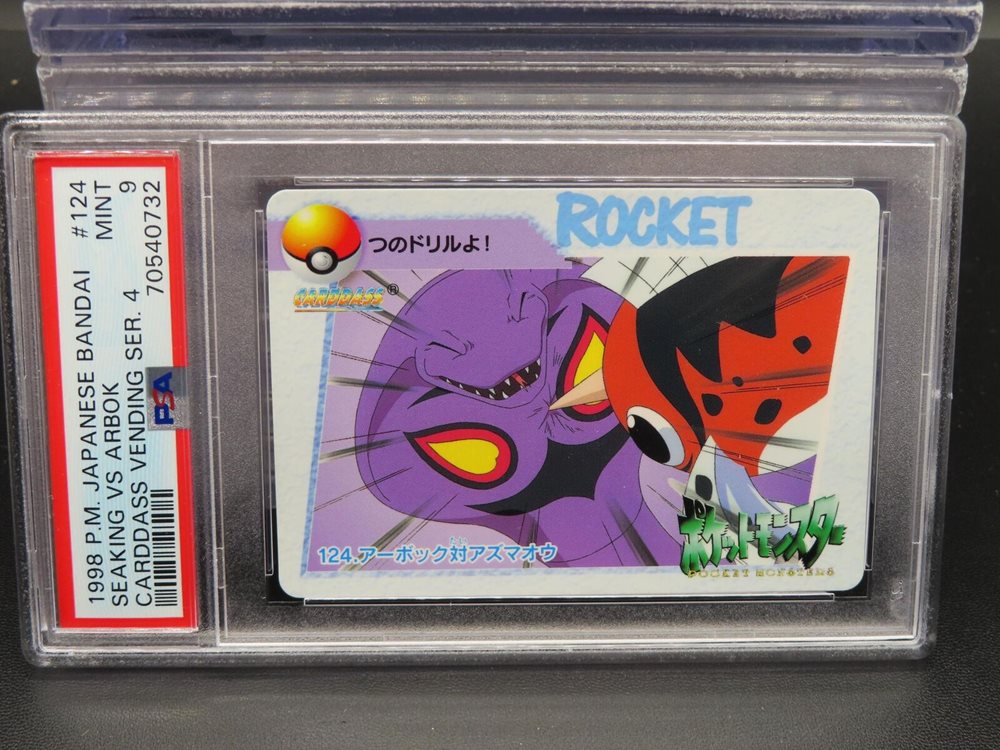 1998 P.M. JAPANESE BANDAI #124
SEAKING VS ARBOK MINT
CARDDASS VENDING SER. 4 9
70540732
PSA
つのドリルよ!
ROCKET
CARDDASS®
124.アーボック対アズマオウ
たい
ポケットモンスター
POCKET MONSTERS